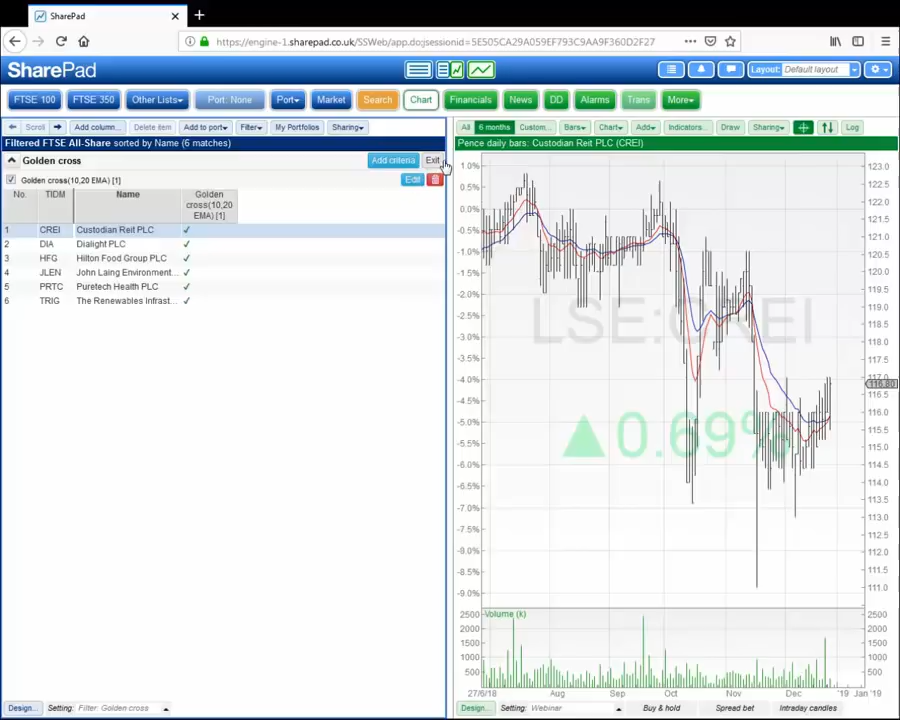 SharePad
https://engine-1.sharepad.co.uk/SSWeb/app.do;jsessionid=5E505CA29A059EF793C9AA9F360D2F27
SharePad
Layout: Default layout
FTSE 100 FTSE 350 Other Lists Port: None Port Market Search Chart Financials News DD Alarms Trans More
Scroll Add column... Delete item Add to port Filter My Portfolios Sharing
All 6 months Custom... Bars Chart Add Indicators... Draw Sharing Log
Filtered FTSE All-Share sorted by Name (6 matches)
Pence daily bars: Custodian Reit PLC (CREI)
Golden cross Add criteria Exit
Golden cross(10,20 EMA) [1] Edit
No. TIDM Name Golden cross(10,20 EMA) [1]
1 CREI Custodian Reit PLC ✓
2 DIA Dialight PLC ✓
3 HFG Hilton Food Group PLC ✓
4 JLEN John Laing Environment... ✓
5 PRTC Puretech Health PLC ✓
6 TRIG The Renewables Infrast... ✓
LSE:CREI
▲0.69%
1.0%
0.5%
0.0%
-0.5%
-1.0%
-1.5%
-2.0%
-2.5%
-3.0%
-3.5%
-4.0%
-4.5%
-5.0%
-5.5%
-6.0%
-6.5%
-7.0%
-7.5%
-8.0%
-8.5%
-9.0%
123.0
122.5
122.0
121.5
121.0
120.5
120.0
119.5
119.0
118.5
118.0
117.5
117.0
116.80
116.0
115.5
115.0
114.5
114.0
113.5
113.0
112.5
112.0
111.5
111.0
Volume (k)
2500 2500
2000 2000
1500 1500
1000 1000
500 500
27/6/18 Aug Sep Oct Nov Dec '19 Jan '19
Design... Setting: Filter: Golden cross
Design... Setting: Webinar Buy & hold Spread bet Intraday candles